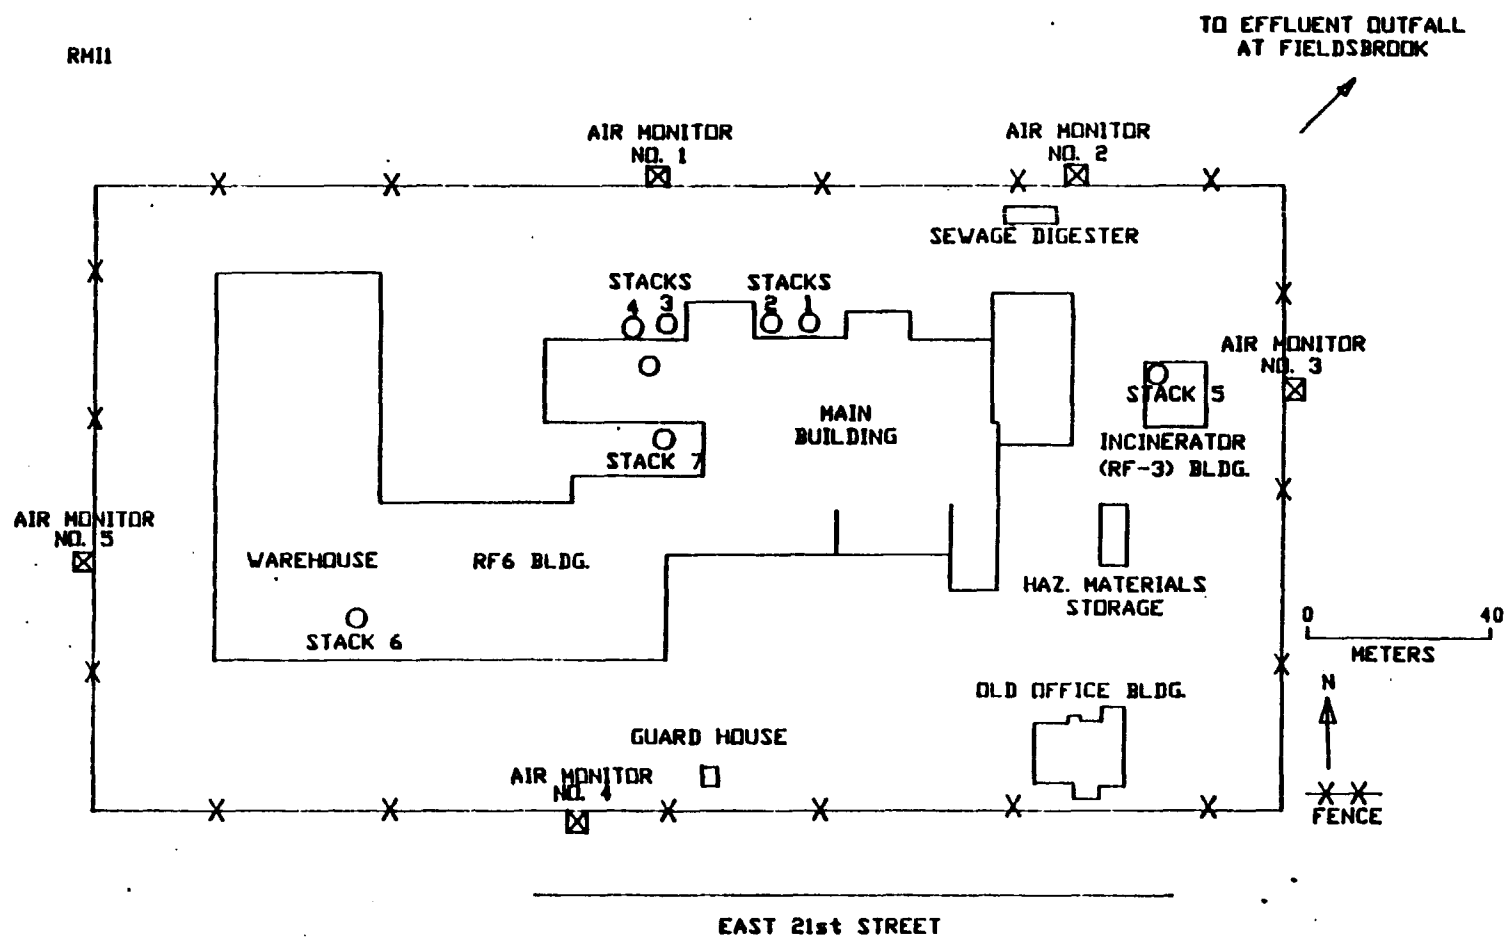 TO EFFLUENT OUTFALL
AT FIELDSBROOK
RMI1
AIR MONITOR
NO. 1
AIR MONITOR
NO. 2
SEWAGE DIGESTER
STACKS
4 3
STACKS
2 1
AIR MONITOR
NO. 3
STACK 5
MAIN
BUILDING
INCINERATOR
(RF-3) BLDG.
STACK 7
AIR MONITOR
NO. 5
WAREHOUSE
RF6 BLDG.
HAZ. MATERIALS
STORAGE
STACK 6
0 40
METERS
N
OLD OFFICE BLDG.
GUARD HOUSE
AIR MONITOR
NO. 4
FENCE
EAST 21st STREET